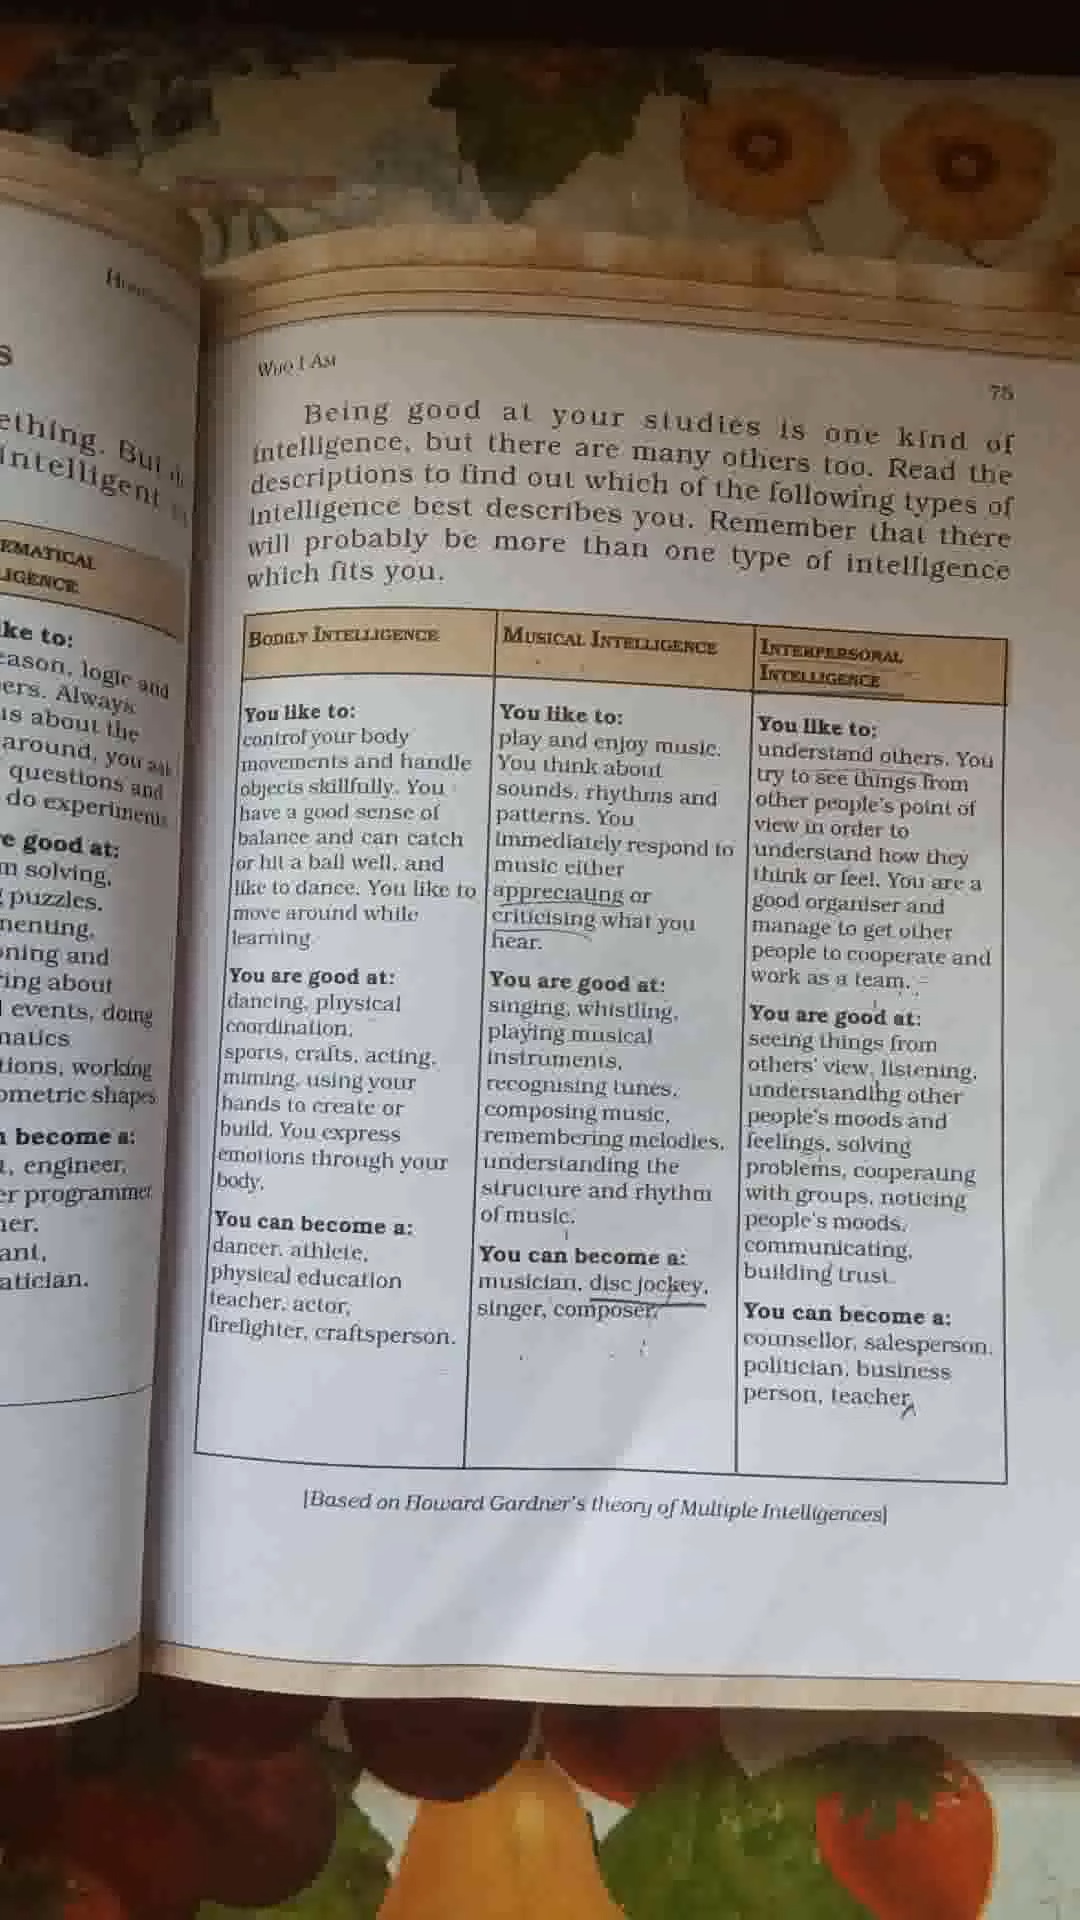 S
ething. But
intelligent
EMATICAL
LIGENCE
ke to:
eason, logic and
ers. Always
us about the
around, you ask
questions and
do experiments
e good at:
m solving,
g puzzles,
menting,
oning and
ring about
l events, doing
matics
tions, working
ometric shapes
n become a:
t, engineer,
er programmer
her.
ant,
atician.
WHO I AM
75
Being good at your studies is one kind of
intelligence, but there are many others too. Read the
descriptions to find out which of the following types of
intelligence best describes you. Remember that there
will probably be more than one type of intelligence
which fits you.
BODILY INTELLIGENCE
You like to:
control your body
movements and handle
objects skillfully. You
have a good sense of
balance and can catch
or hit a ball well, and
like to dance. You like to
move around while
learning.
You are good at:
dancing, physical
coordination,
sports, crafts, acting,
miming, using your
hands to create or
build. You express
emotions through your
body.
You can become a:
dancer, athlete,
physical education
teacher, actor,
firefighter, craftsperson.
MUSICAL INTELLIGENCE
You like to:
play and enjoy music.
You think about
sounds, rhythms and
patterns. You
immediately respond to
music either
appreciating or
criticising what you
hear.
You are good at:
singing, whistling,
playing musical
instruments,
recognising tunes,
composing music,
remembering melodies,
understanding the
structure and rhythm
of music.
You can become a:
musician, disc jockey,
singer, composer.
INTERPERSONAL
INTELLIGENCE
You like to:
understand others. You
try to see things from
other people's point of
view in order to
understand how they
think or feel. You are a
good organiser and
manage to get other
people to cooperate and
work as a team.
You are good at:
seeing things from
others' view, listening,
understanding other
people's moods and
feelings, solving
problems, cooperating
with groups, noticing
people's moods,
communicating,
building trust.
You can become a:
counsellor, salesperson,
politician, business
person, teacher
[Based on Howard Gardner's theory of Multiple Intelligences]